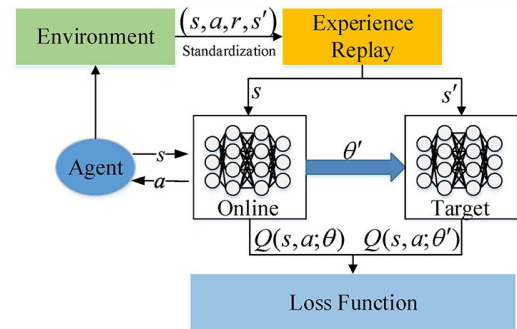 Environment
(s,a,r,s′)
Standardization
Experience
Replay
s
s′
Agent
s
a
θ′
Online
Target
Q(s,a;θ)
Q(s,a;θ′)
Loss Function